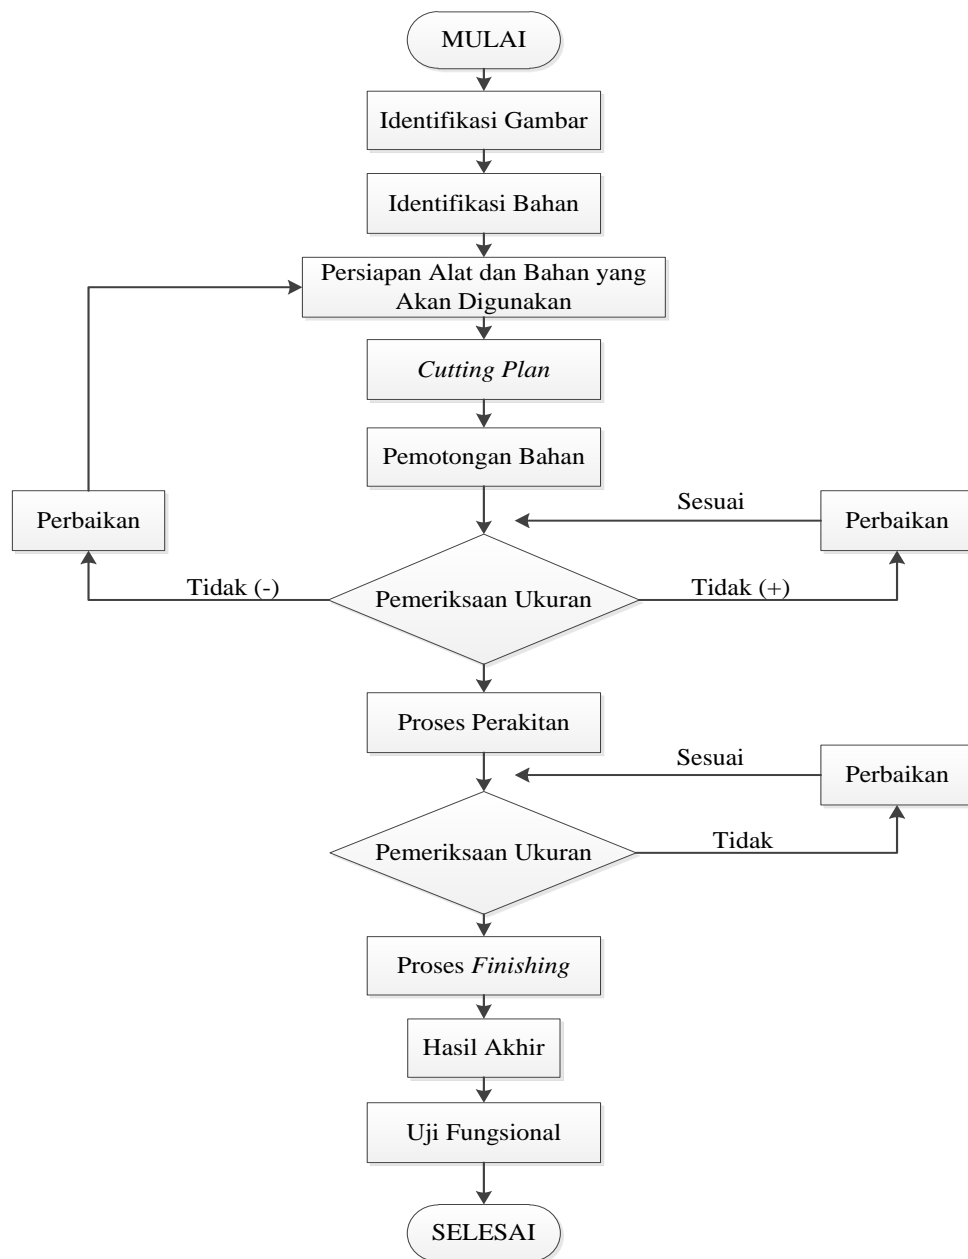 MULAI
Identifikasi Gambar
Identifikasi Bahan
Persiapan Alat dan Bahan yang
Akan Digunakan
Cutting Plan
Pemotongan Bahan
Perbaikan
Sesuai
Perbaikan
Tidak (-)
Pemeriksaan Ukuran
Tidak (+)
Proses Perakitan
Sesuai
Perbaikan
Pemeriksaan Ukuran
Tidak
Proses Finishing
Hasil Akhir
Uji Fungsional
SELESAI